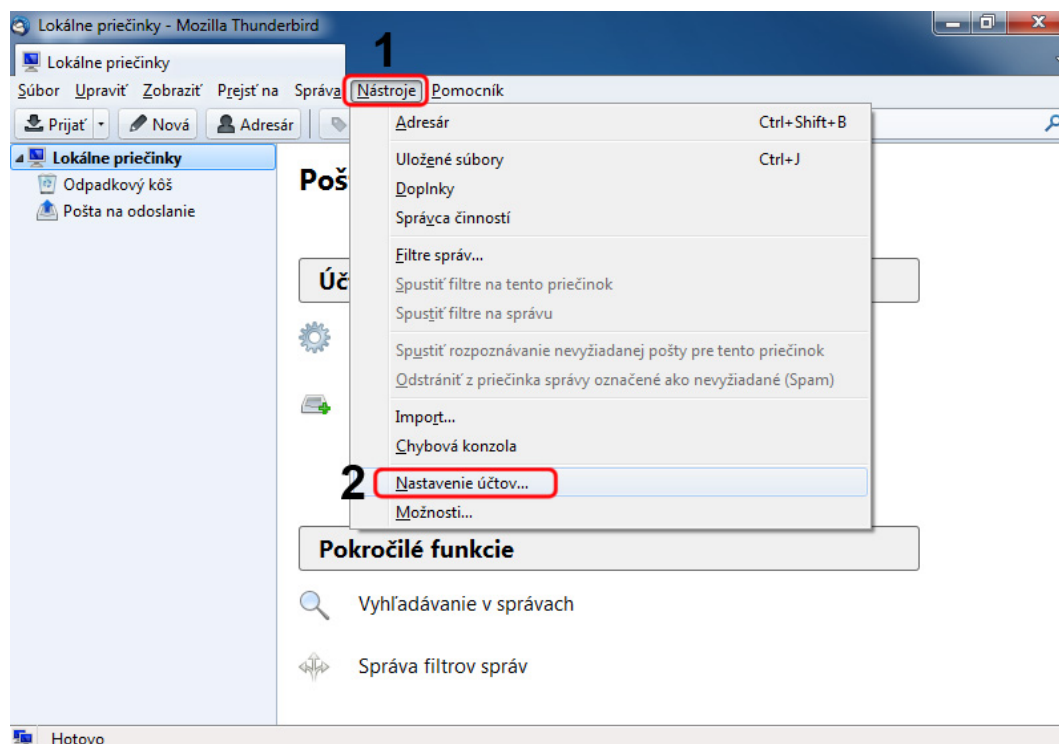 Lokálne priečinky - Mozilla Thunderbird
1
Lokálne priečinky
Súbor Upraviť Zobraziť Prejsť na Správa Nástroje Pomocník
Prijať Nová Adresár
Adresár Ctrl+Shift+B
Lokálne priečinky
Uložené súbory Ctrl+J
Odpadkový kôš
Poš
Doplnky
Pošta na odoslanie
Správca činností
Filtre správ...
Úč
Spustiť filtre na tento priečinok
Spustiť filtre na správu
Spustiť rozpoznávanie nevyžiadanej pošty pre tento priečinok
Odstrániť z priečinka správy označené ako nevyžiadané (Spam)
Import...
Chybová konzola
2 Nastavenie účtov...
Možnosti...
Pokročilé funkcie
Vyhľadávanie v správach
Správa filtrov správ
Hotovo